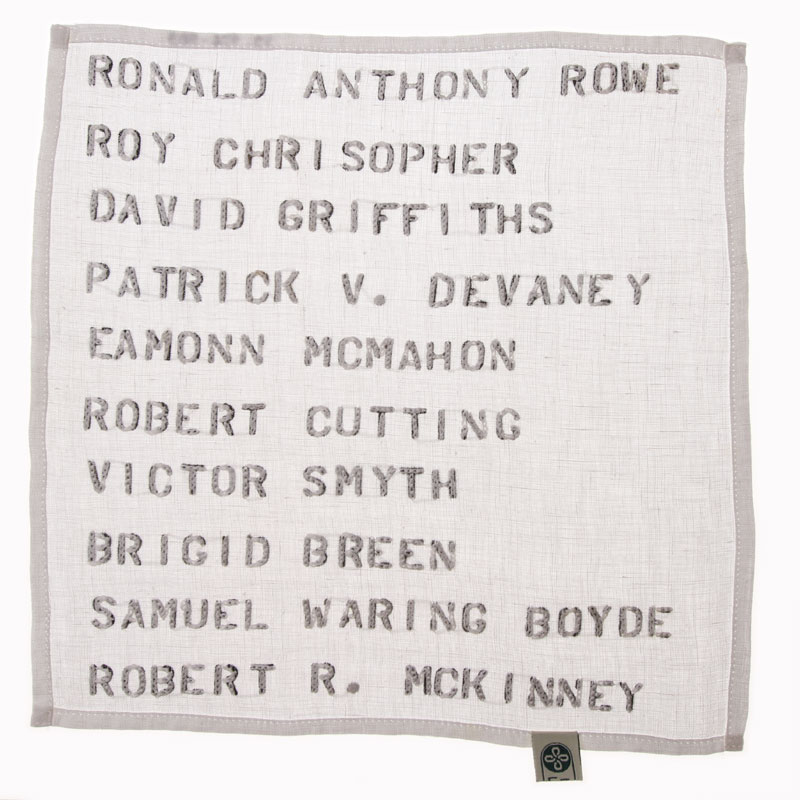 RONALD ANTHONY ROWE
ROY CHRISOPHER
DAVID GRIFFITHS
PATRICK V. DEVANEY
EAMONN MCMAHON
ROBERT CUTTING
VICTOR SMYTH
BRIGID BREEN
SAMUEL WARING BOYDE
ROBERT R. MCKINNEY